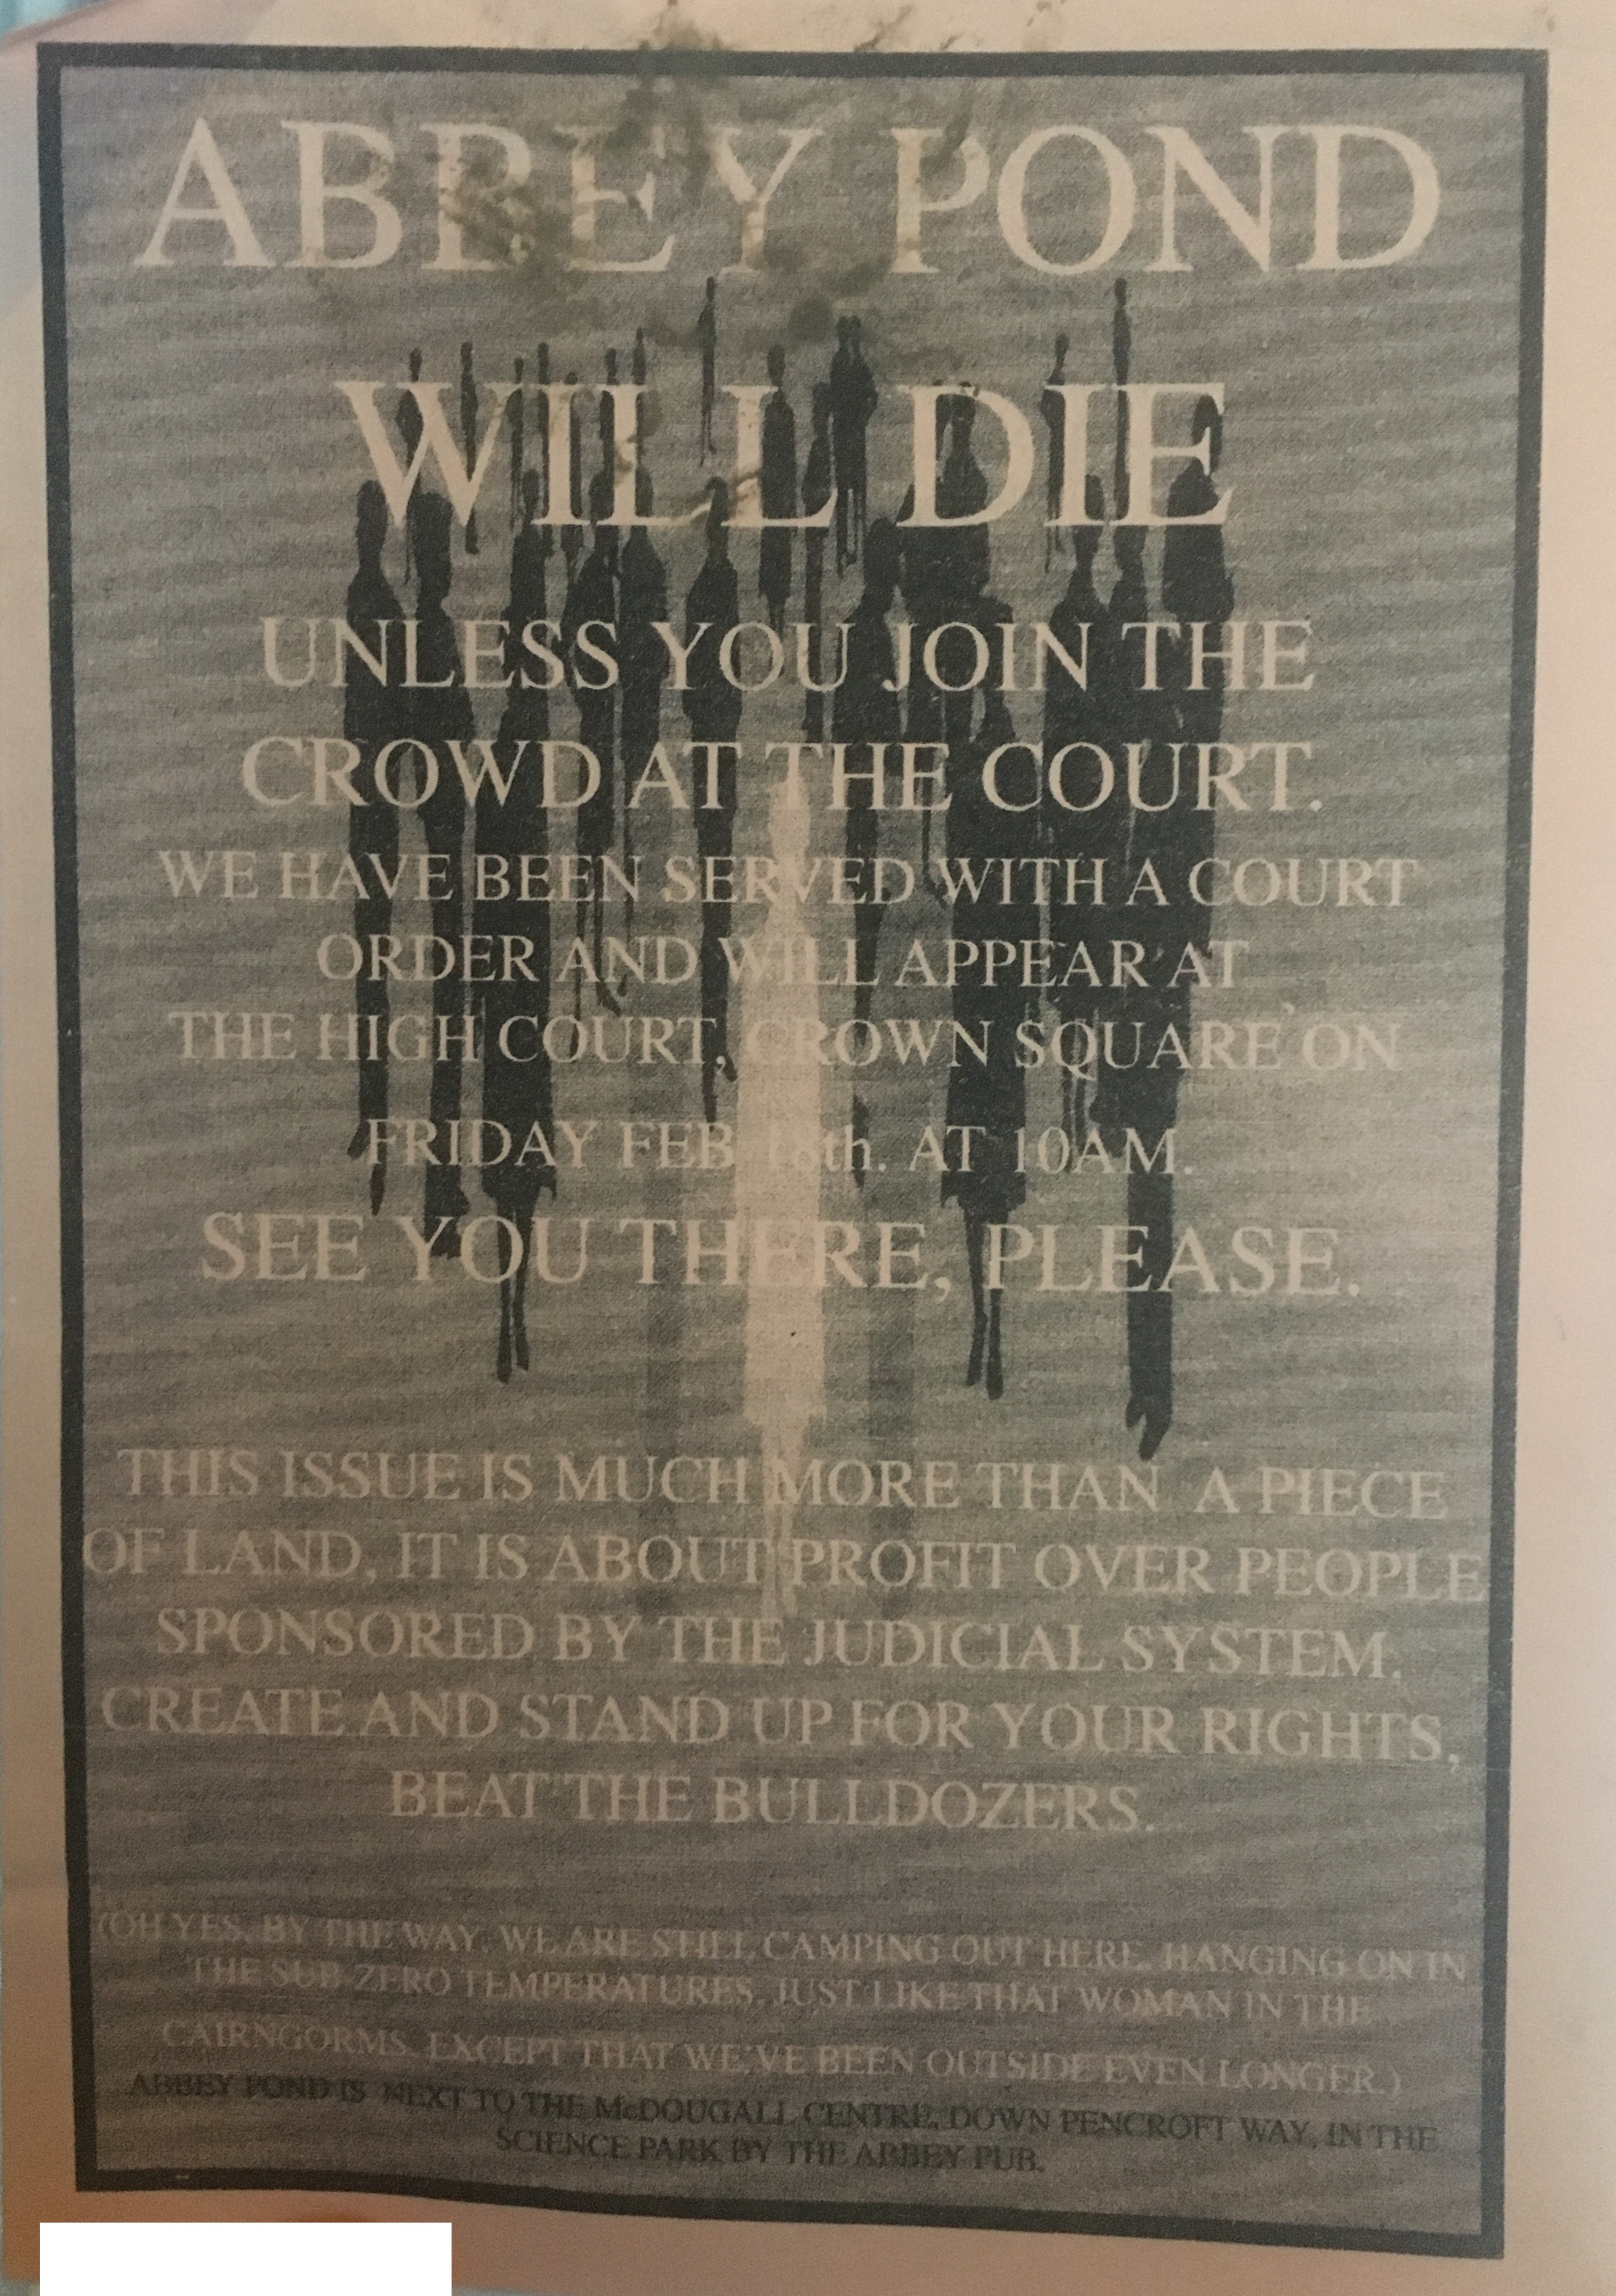 ABBEY POND
WILL DIE
UNLESS YOU JOIN THE
CROWD AT THE COURT.
WE HAVE BEEN SERVED WITH A COURT
ORDER AND WILL APPEAR AT
THE HIGH COURT, CROWN SQUARE ON
FRIDAY FEB 18th. AT 10AM.
SEE YOU THERE, PLEASE.
THIS ISSUE IS MUCH MORE THAN A PIECE
OF LAND, IT IS ABOUT PROFIT OVER PEOPLE
SPONSORED BY THE JUDICIAL SYSTEM.
CREATE AND STAND UP FOR YOUR RIGHTS,
BEAT THE BULLDOZERS.
(OH YES, BY THE WAY, WE ARE STILL CAMPING OUT HERE, HANGING ON IN
THE SUB ZERO TEMPERATURES, JUST LIKE THAT WOMAN IN THE
CAIRNGORMS, EXCEPT THAT WE'VE BEEN OUTSIDE EVEN LONGER.)
ABBEY POND IS NEXT TO THE McDOUGALL CENTRE, DOWN PENCROFT WAY, IN THE
SCIENCE PARK BY THE ABBEY PUB.